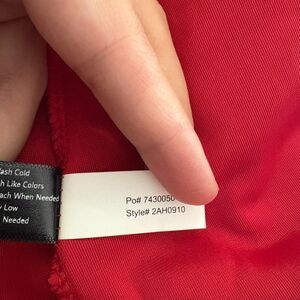 ash Cold
h Like Colors
ach When Needed
Low
Needed
Po# 7430050
Style# 2AH0910